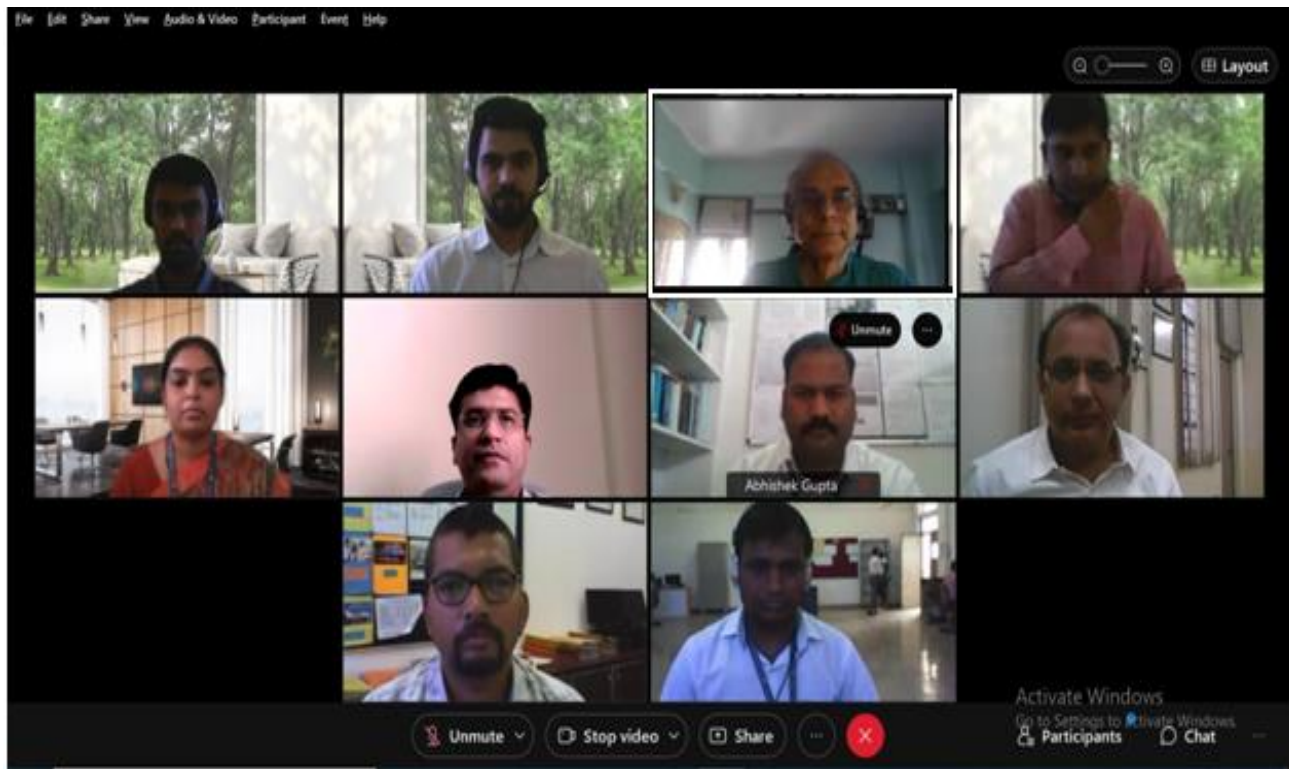 File Edit Share View Audio & Video Participant Event Help
Layout
Unmute
Abhishek Gupta
Activate Windows
Go to Settings to Activate Windows.
Unmute Stop video Share Participants Chat